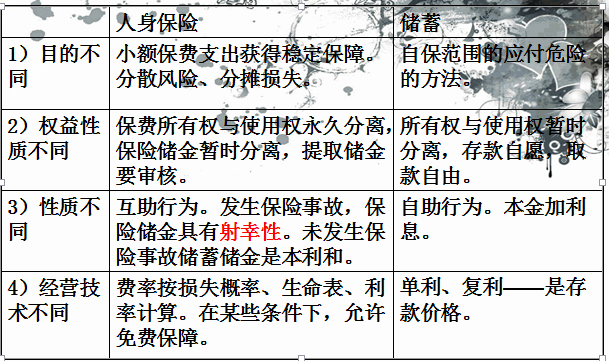 人身保险 储蓄
1）目的不同 小额保费支出获得稳定保障。分散风险、分摊损失。 自保范围的应付危险的方法。
2）权益性质不同 保费所有权与使用权永久分离，保险储金暂时分离，提取储金要审核。 所有权与使用权暂时分离，存款自愿，取款自由。
3）性质不同 互助行为。发生保险事故，保险储金具有射幸性。未发生保险事故储蓄储金是本利和。 自助行为。本金加利息。
4）经营技术不同 费率按损失概率、生命表、利率计算。在某些条件下，允许免费保障。 单利、复利——是存款价格。